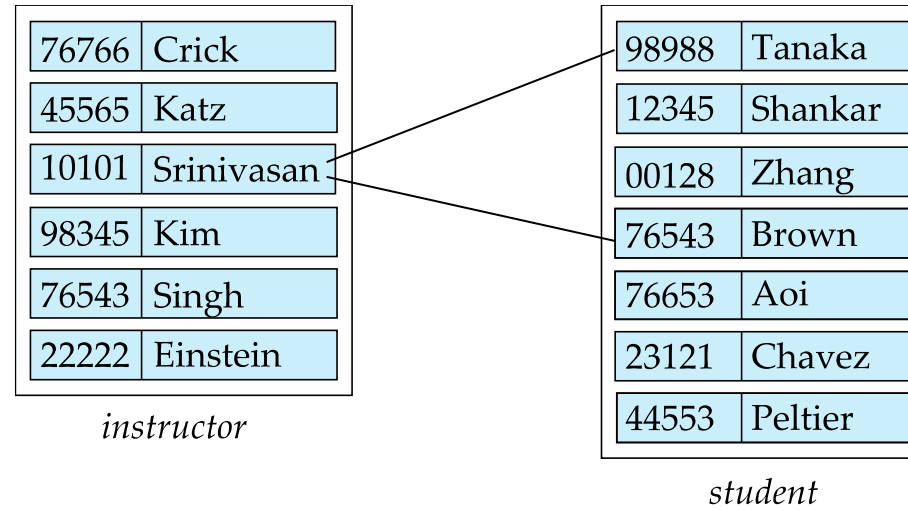 76766 Crick
45565 Katz
10101 Srinivasan
98345 Kim
76543 Singh
22222 Einstein
instructor
98988 Tanaka
12345 Shankar
00128 Zhang
76543 Brown
76653 Aoi
23121 Chavez
44553 Peltier
student